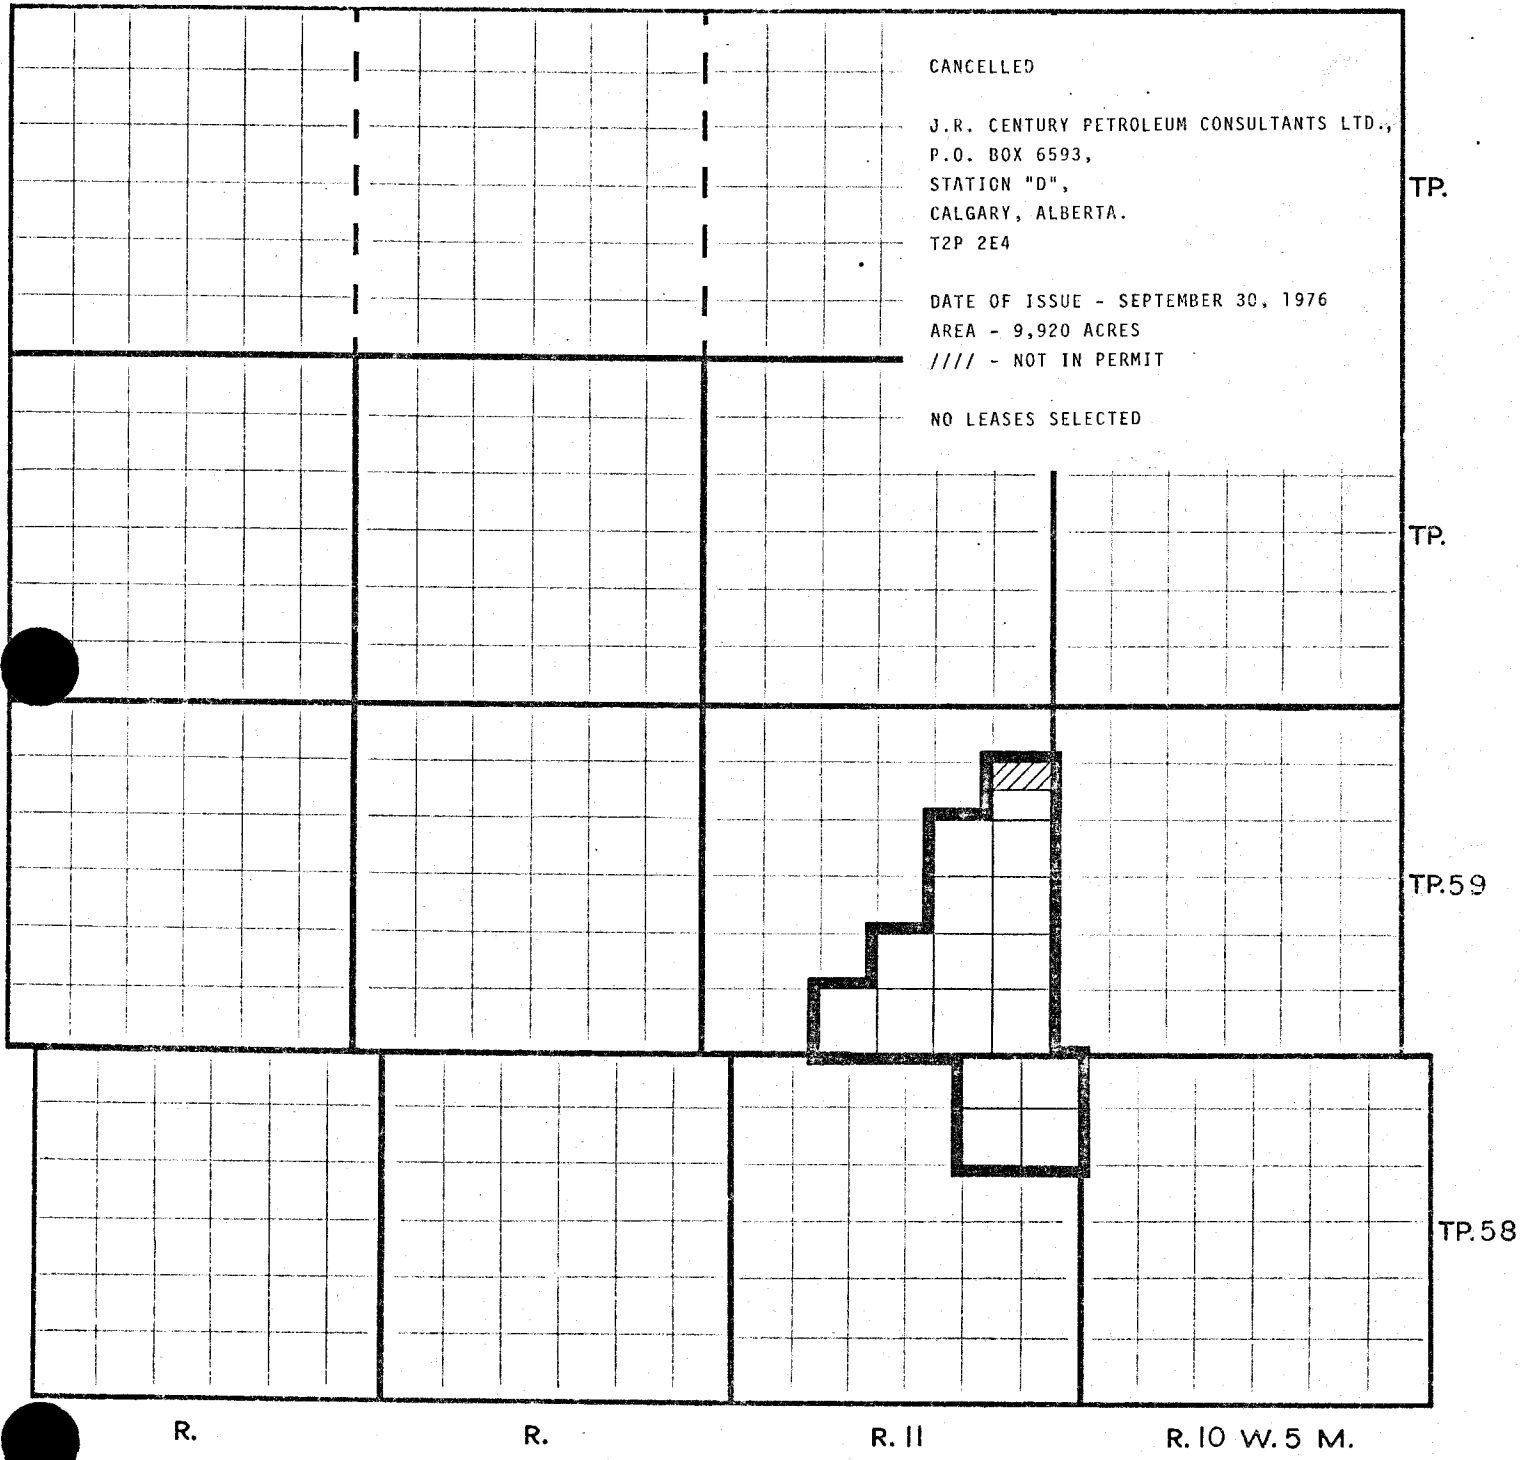 CANCELLED
J.R. CENTURY PETROLEUM CONSULTANTS LTD.,
P.O. BOX 6593,
STATION "D",
CALGARY, ALBERTA.
T2P 2E4
DATE OF ISSUE - SEPTEMBER 30, 1976
AREA - 9,920 ACRES
//// - NOT IN PERMIT
NO LEASES SELECTED
TP.
TP.
TP.59
TP.58
R.
R.
R. 11
R. 10 W. 5 M.